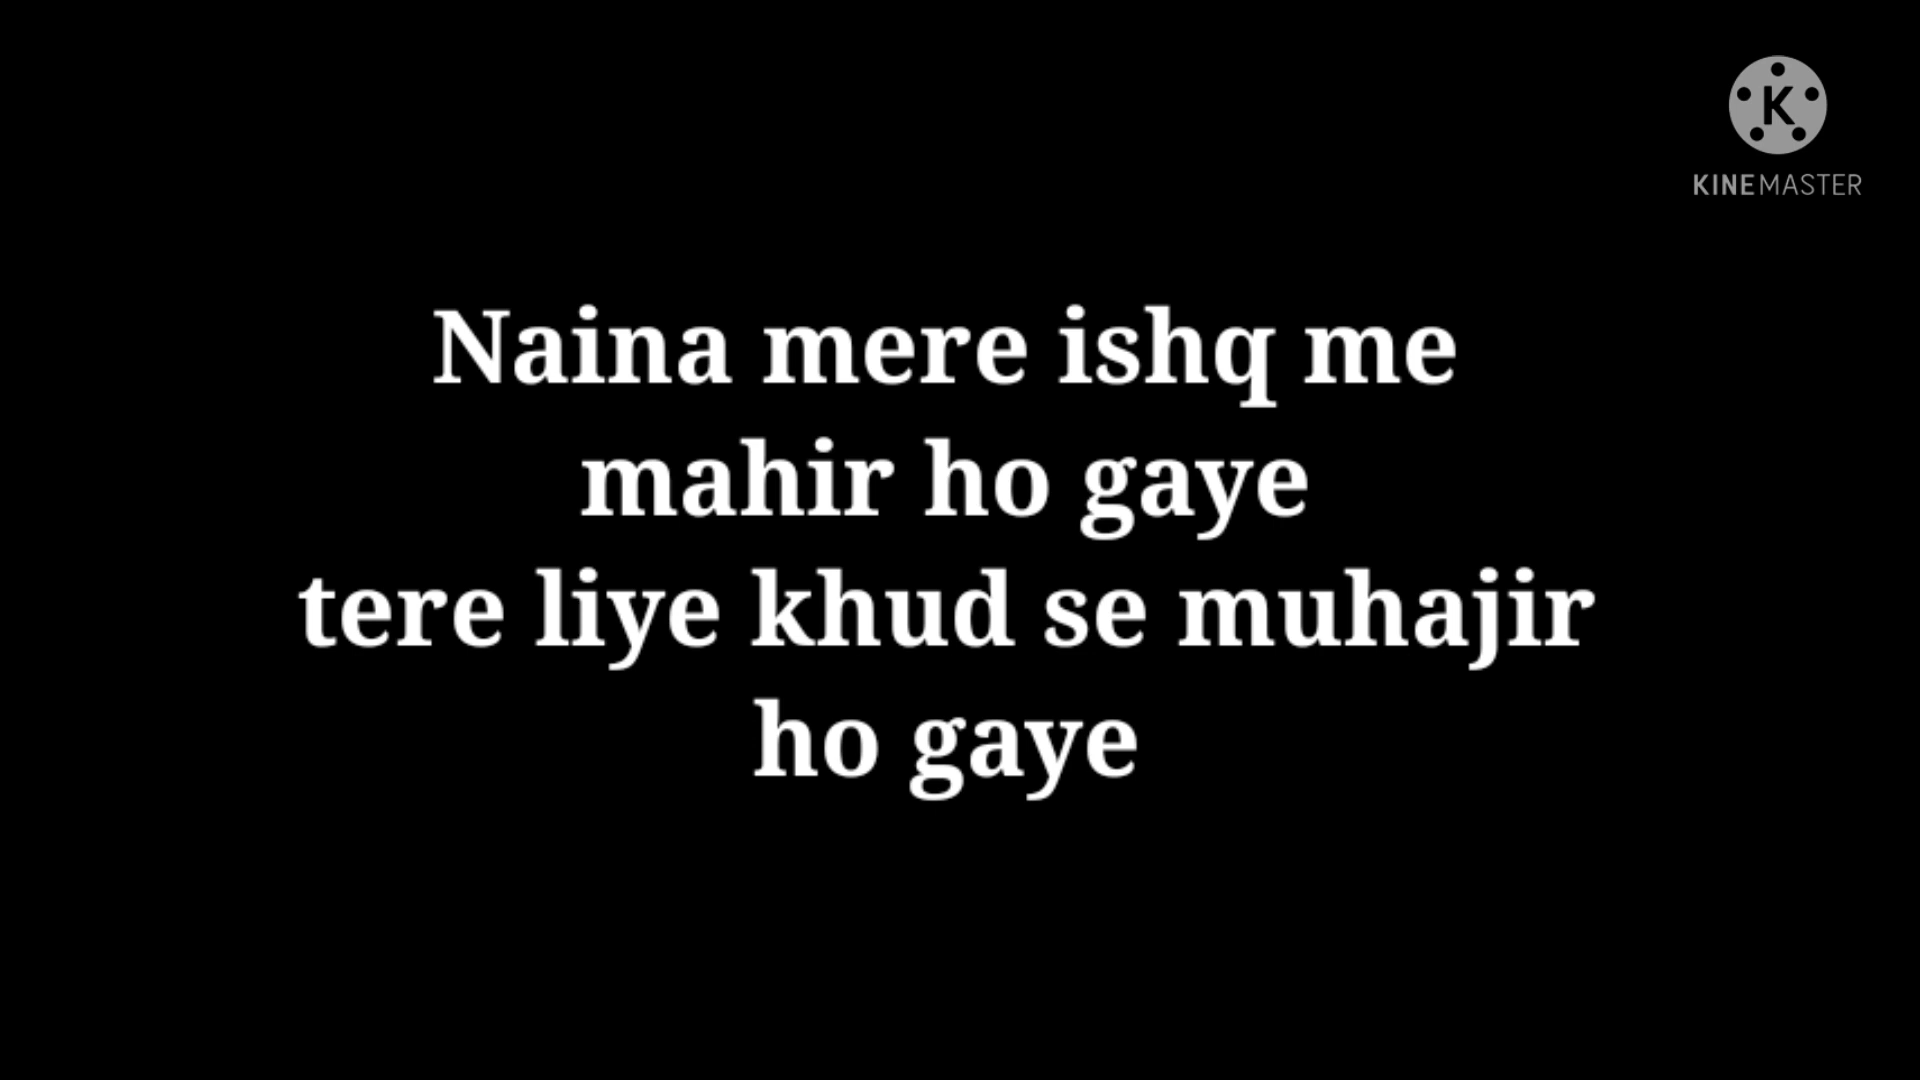 KINEMASTER
Naina mere ishq me
mahir ho gaye
tere liye khud se muhajir
ho gaye